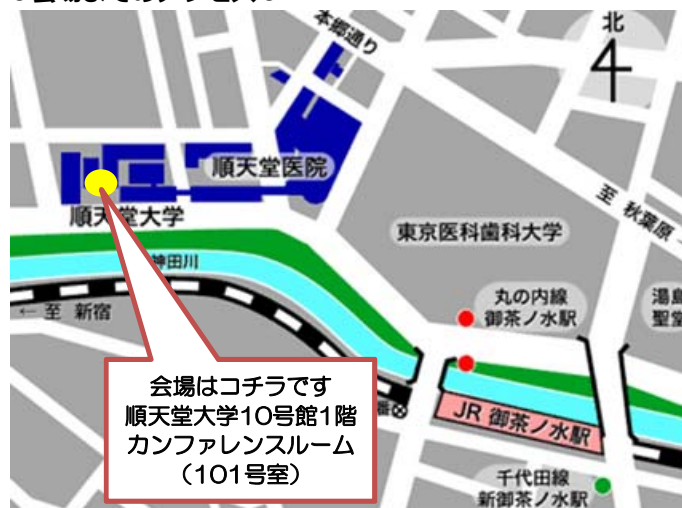 本郷通り
北
順天堂医院
至 秋葉原
順天堂大学
東京医科歯科大学
神田川
丸の内線
御茶ノ水駅
湯島
聖堂
← 至 新宿
会場はコチラです
順天堂大学10号館1階
カンファレンスルーム
(101号室)
JR 御茶ノ水駅
千代田線
新御茶ノ水駅